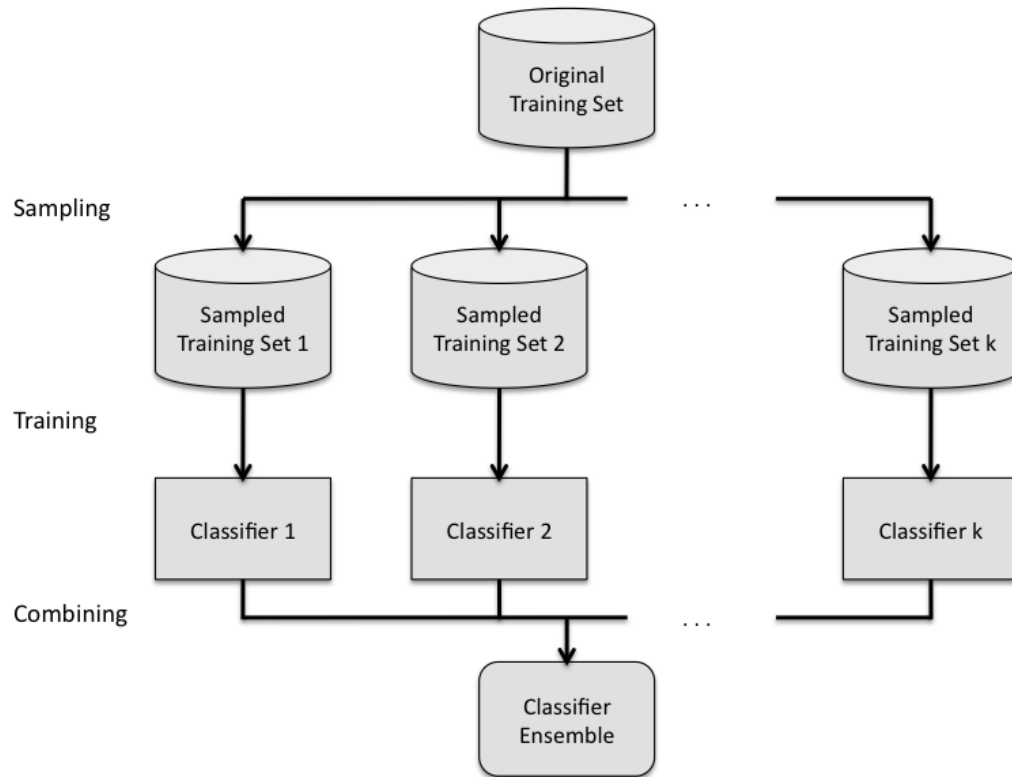 Original
Training Set
Sampling
. . .
Sampled
Training Set 1
Sampled
Training Set 2
Sampled
Training Set k
Training
Classifier 1
Classifier 2
Classifier k
Combining
. . .
Classifier
Ensemble